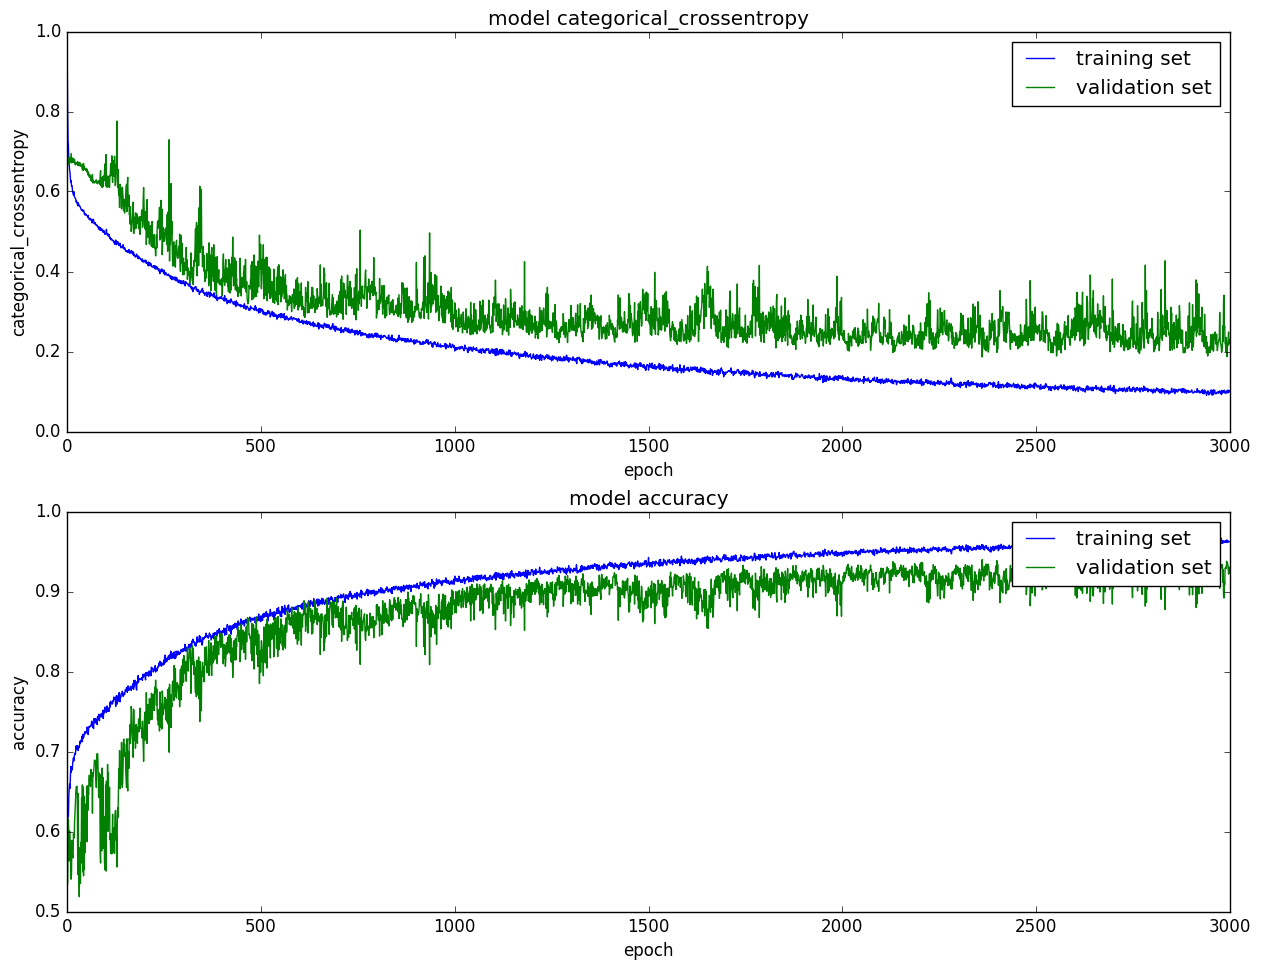 model categorical_crossentropy
1.0
0.8
0.6
0.4
0.2
0.0
categorical_crossentropy
training set
validation set
0 500 1000 1500 2000 2500 3000
epoch
model accuracy
1.0
0.9
0.8
0.7
0.6
0.5
accuracy
training set
validation set
0 500 1000 1500 2000 2500 3000
epoch